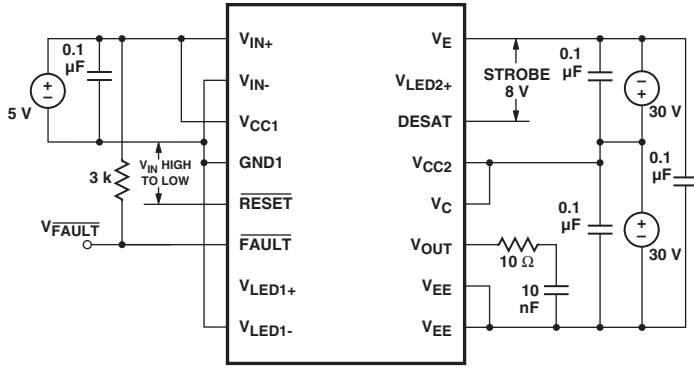 0.1
µF
5 V
3 k
V_IN HIGH
TO LOW
V_FAULT
V_IN+
V_IN-
V_CC1
GND1
RESET
FAULT
V_LED1+
V_LED1-
V_E
V_LED2+
DESAT
V_CC2
V_C
V_OUT
V_EE
V_EE
STROBE
8 V
10 Ω
10
nF
0.1
µF
30 V
0.1
µF
0.1
µF
30 V